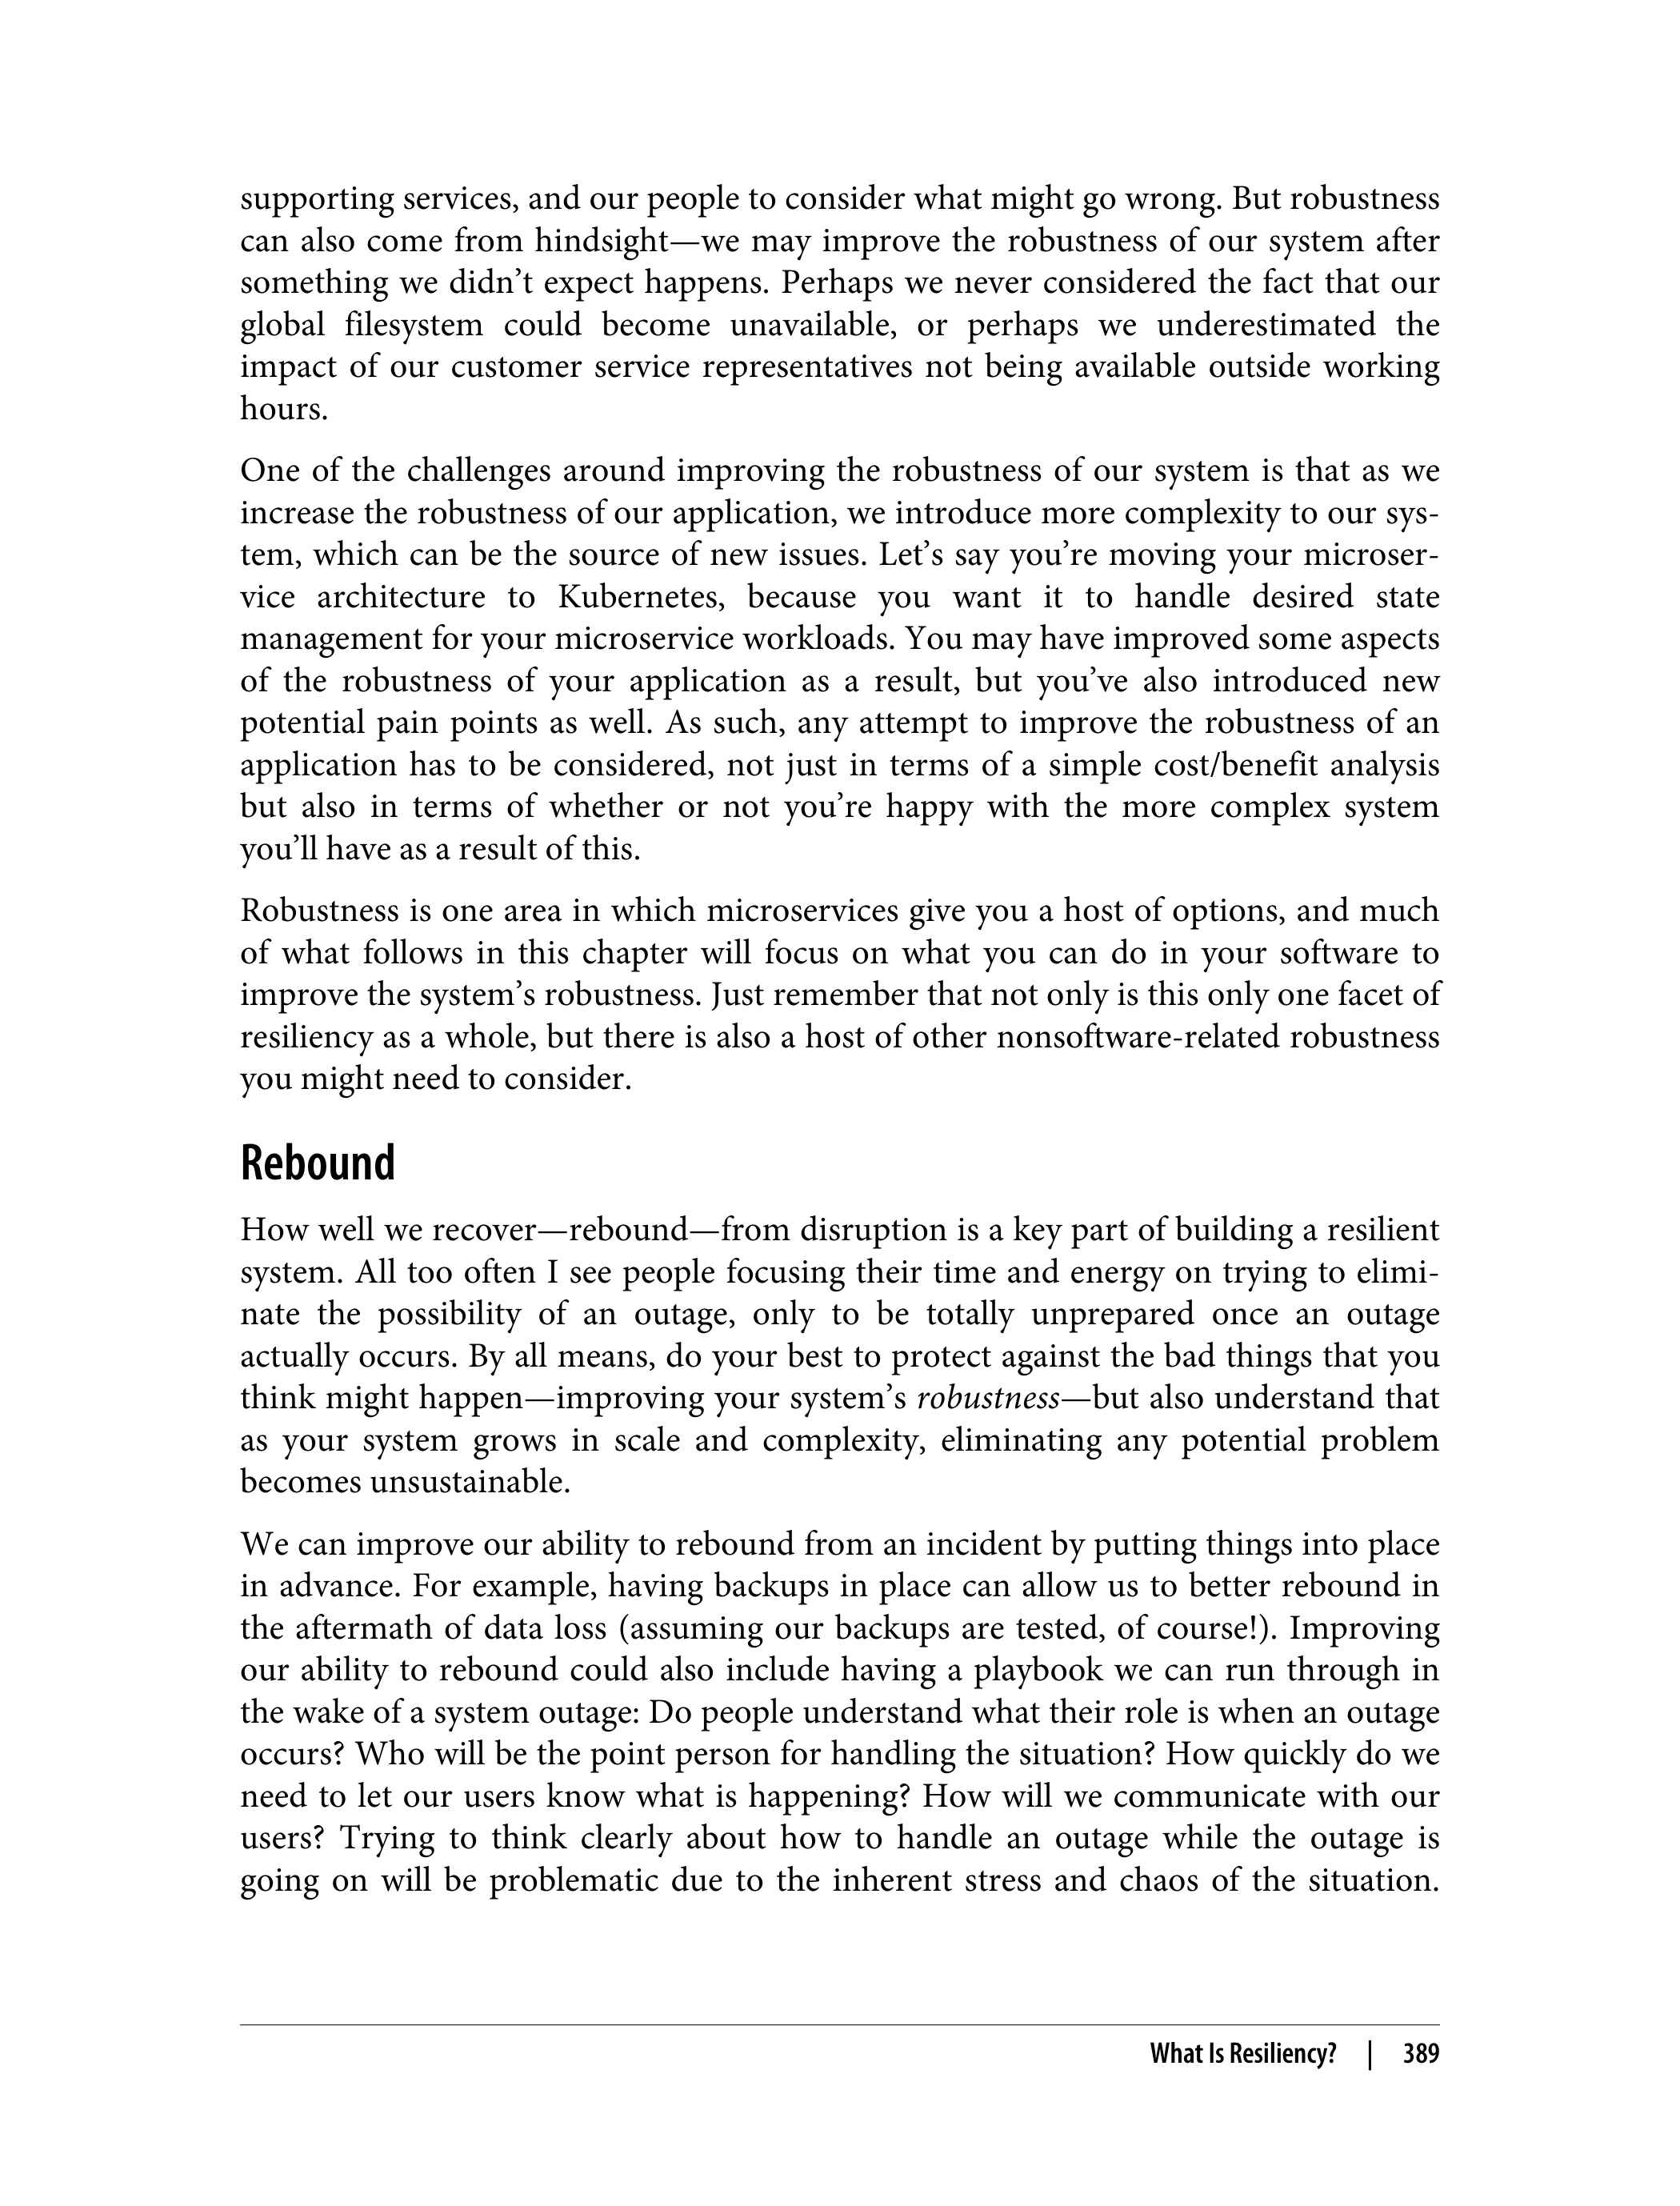 supporting services, and our people to consider what might go wrong. But robustness
can also come from hindsight—we may improve the robustness of our system after
something we didn’t expect happens. Perhaps we never considered the fact that our
global filesystem could become unavailable, or perhaps we underestimated the
impact of our customer service representatives not being available outside working
hours.
One of the challenges around improving the robustness of our system is that as we
increase the robustness of our application, we introduce more complexity to our sys-
tem, which can be the source of new issues. Let’s say you’re moving your microser-
vice architecture to Kubernetes, because you want it to handle desired state
management for your microservice workloads. You may have improved some aspects
of the robustness of your application as a result, but you’ve also introduced new
potential pain points as well. As such, any attempt to improve the robustness of an
application has to be considered, not just in terms of a simple cost/benefit analysis
but also in terms of whether or not you’re happy with the more complex system
you’ll have as a result of this.
Robustness is one area in which microservices give you a host of options, and much
of what follows in this chapter will focus on what you can do in your software to
improve the system’s robustness. Just remember that not only is this only one facet of
resiliency as a whole, but there is also a host of other nonsoftware-related robustness
you might need to consider.
Rebound
How well we recover—rebound—from disruption is a key part of building a resilient
system. All too often I see people focusing their time and energy on trying to elimi-
nate the possibility of an outage, only to be totally unprepared once an outage
actually occurs. By all means, do your best to protect against the bad things that you
think might happen—improving your system’s robustness—but also understand that
as your system grows in scale and complexity, eliminating any potential problem
becomes unsustainable.
We can improve our ability to rebound from an incident by putting things into place
in advance. For example, having backups in place can allow us to better rebound in
the aftermath of data loss (assuming our backups are tested, of course!). Improving
our ability to rebound could also include having a playbook we can run through in
the wake of a system outage: Do people understand what their role is when an outage
occurs? Who will be the point person for handling the situation? How quickly do we
need to let our users know what is happening? How will we communicate with our
users? Trying to think clearly about how to handle an outage while the outage is
going on will be problematic due to the inherent stress and chaos of the situation.
What Is Resiliency? | 389